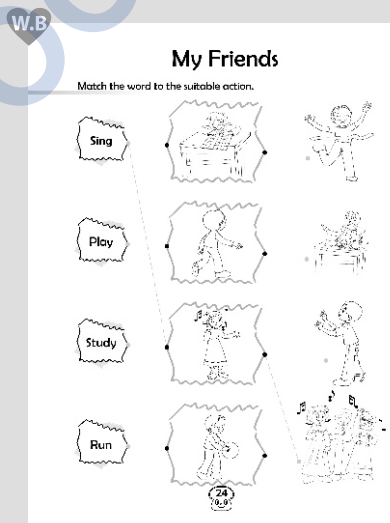 W.B
My Friends
Match the word to the suitable action.
Sing
Play
Study
Run
24